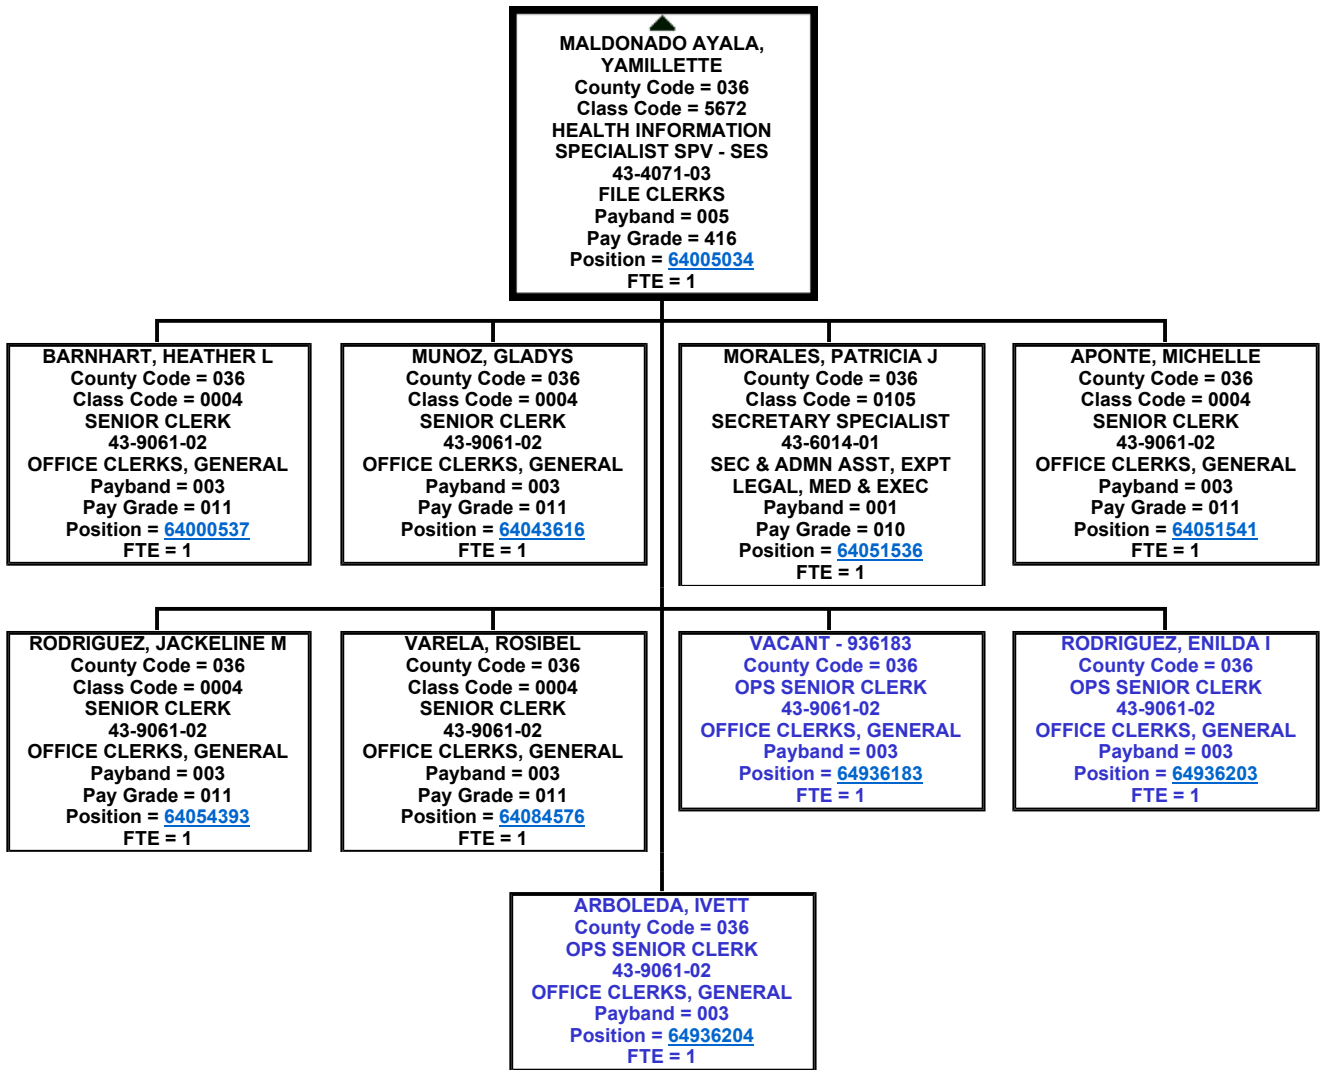 MALDONADO AYALA,
YAMILLETTE
County Code = 036
Class Code = 5672
HEALTH INFORMATION
SPECIALIST SPV - SES
43-4071-03
FILE CLERKS
Payband = 005
Pay Grade = 416
Position = 64005034
FTE = 1
BARNHART, HEATHER L
County Code = 036
Class Code = 0004
SENIOR CLERK
43-9061-02
OFFICE CLERKS, GENERAL
Payband = 003
Pay Grade = 011
Position = 64000537
FTE = 1
MUNOZ, GLADYS
County Code = 036
Class Code = 0004
SENIOR CLERK
43-9061-02
OFFICE CLERKS, GENERAL
Payband = 003
Pay Grade = 011
Position = 64043616
FTE = 1
MORALES, PATRICIA J
County Code = 036
Class Code = 0105
SECRETARY SPECIALIST
43-6014-01
SEC & ADMN ASST, EXPT
LEGAL, MED & EXEC
Payband = 001
Pay Grade = 010
Position = 64051536
FTE = 1
APONTE, MICHELLE
County Code = 036
Class Code = 0004
SENIOR CLERK
43-9061-02
OFFICE CLERKS, GENERAL
Payband = 003
Pay Grade = 011
Position = 64051541
FTE = 1
RODRIGUEZ, JACKELINE M
County Code = 036
Class Code = 0004
SENIOR CLERK
43-9061-02
OFFICE CLERKS, GENERAL
Payband = 003
Pay Grade = 011
Position = 64054393
FTE = 1
VARELA, ROSIBEL
County Code = 036
Class Code = 0004
SENIOR CLERK
43-9061-02
OFFICE CLERKS, GENERAL
Payband = 003
Pay Grade = 011
Position = 64084576
FTE = 1
VACANT - 936183
County Code = 036
OPS SENIOR CLERK
43-9061-02
OFFICE CLERKS, GENERAL
Payband = 003
Position = 64936183
FTE = 1
RODRIGUEZ, ENILDA I
County Code = 036
OPS SENIOR CLERK
43-9061-02
OFFICE CLERKS, GENERAL
Payband = 003
Position = 64936203
FTE = 1
ARBOLEDA, IVETT
County Code = 036
OPS SENIOR CLERK
43-9061-02
OFFICE CLERKS, GENERAL
Payband = 003
Position = 64936204
FTE = 1